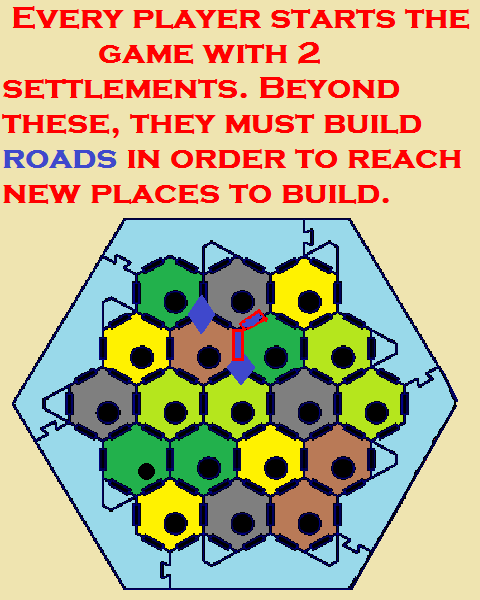 Every player starts the
game with 2
settlements. Beyond
these, they must build
roads in order to reach
new places to build.